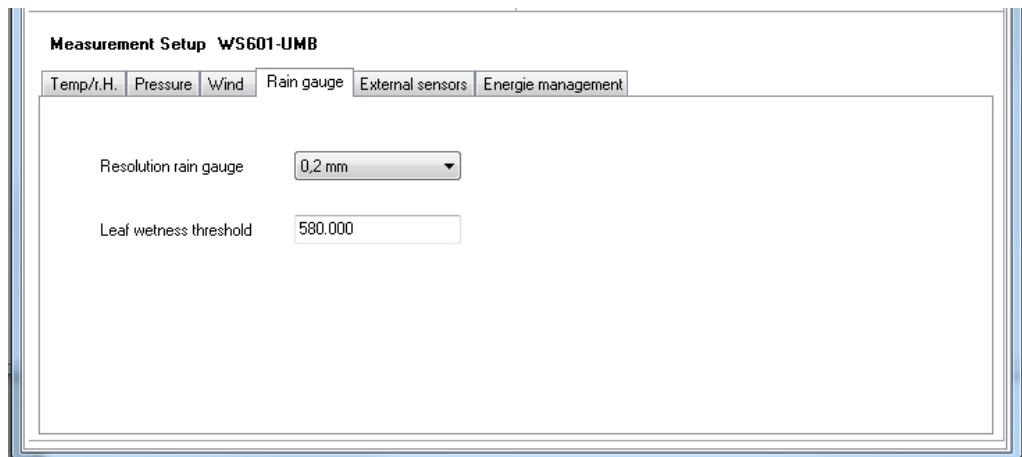 Measurement Setup WS601-UMB
Temp/r.H. Pressure Wind Rain gauge External sensors Energie management
Resolution rain gauge 0,2 mm
Leaf wetness threshold 580.000